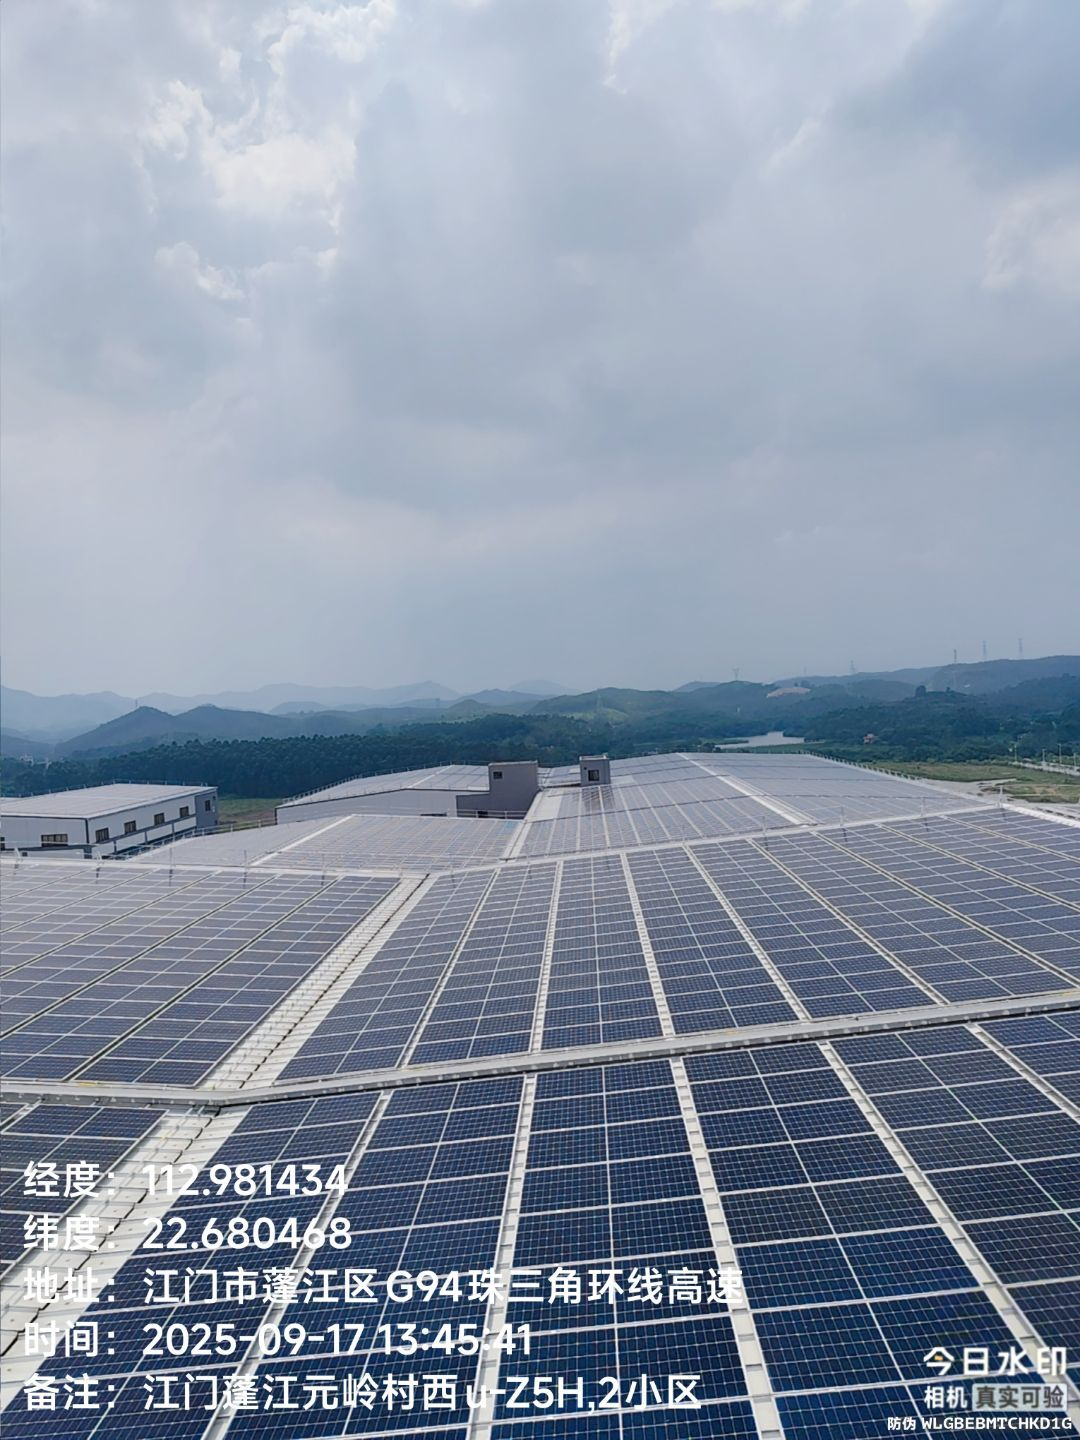 经度：112.981434
纬度：22.680468
地址：江门市蓬江区G94珠三角环线高速
时间：2025-09-17 13:45:41
备注：江门蓬江元岭村西u-Z5H,2小区
今日水印
相机 真实可验
防伪 WLGBEBMTCHKD1G